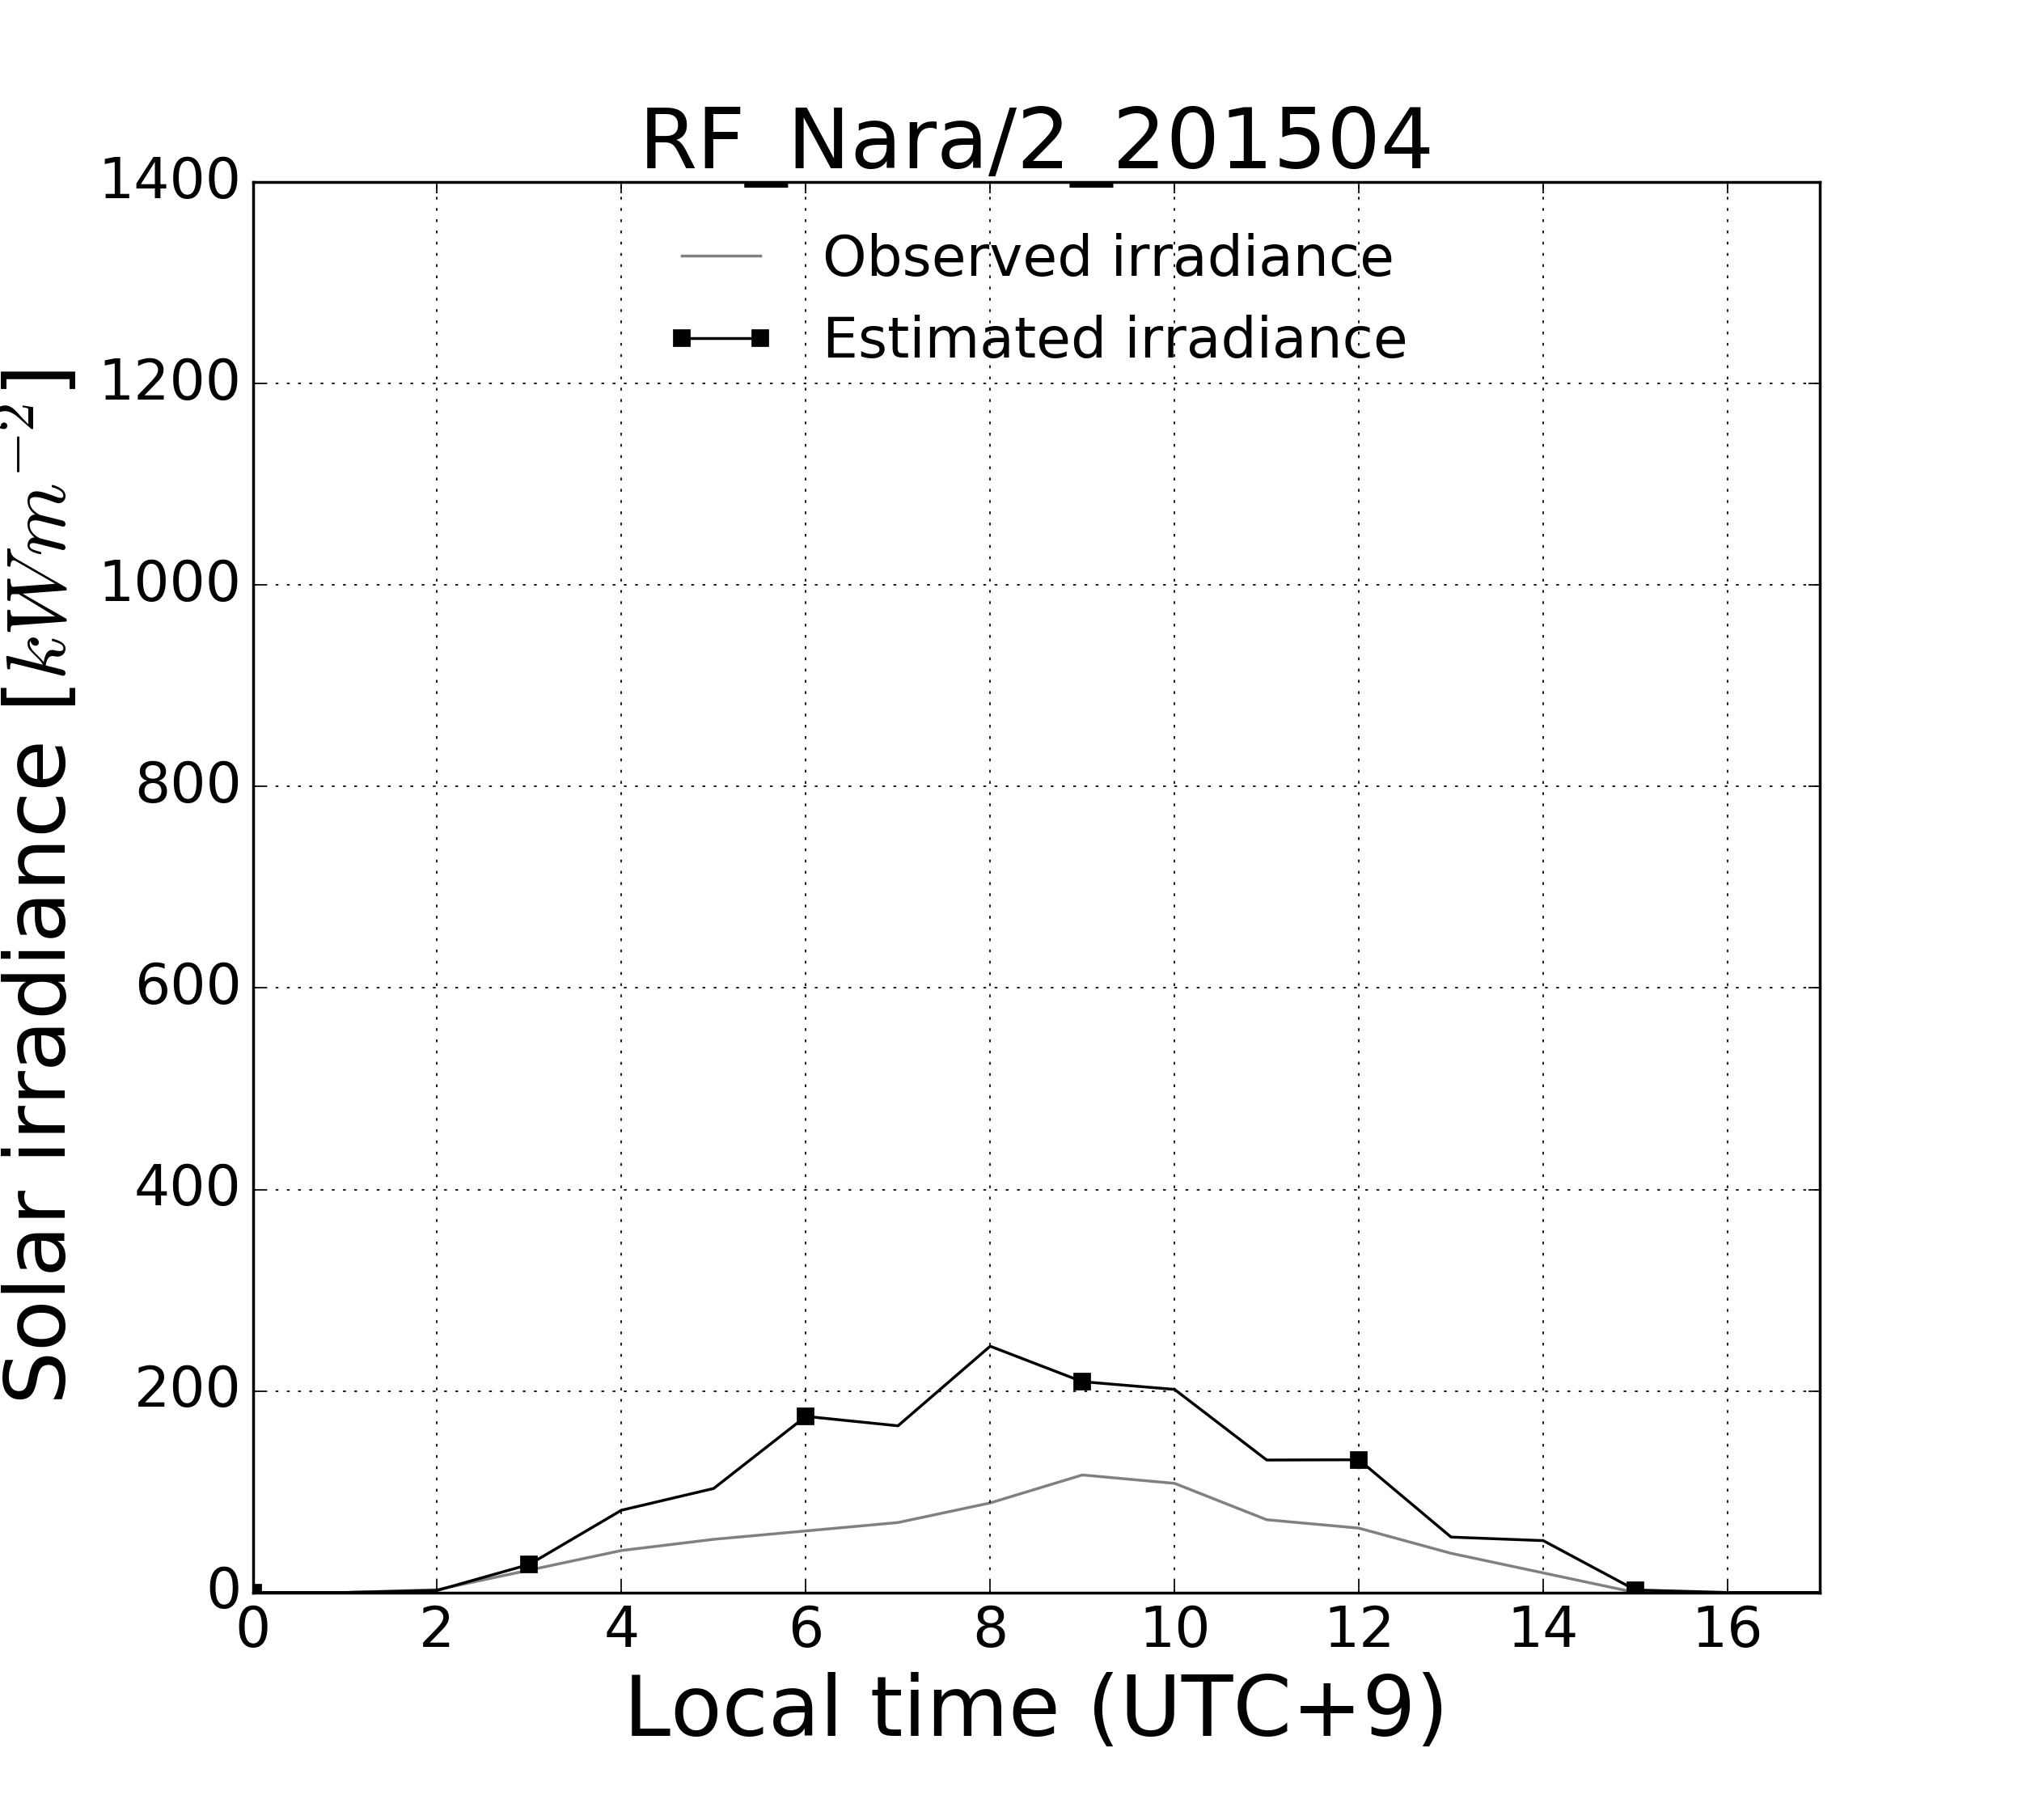 RF_Nara/2_201504
Observed irradiance
Estimated irradiance
Solar irradiance [kWm⁻²]
1400
1200
1000
800
600
400
200
0
0 2 4 6 8 10 12 14 16
Local time (UTC+9)